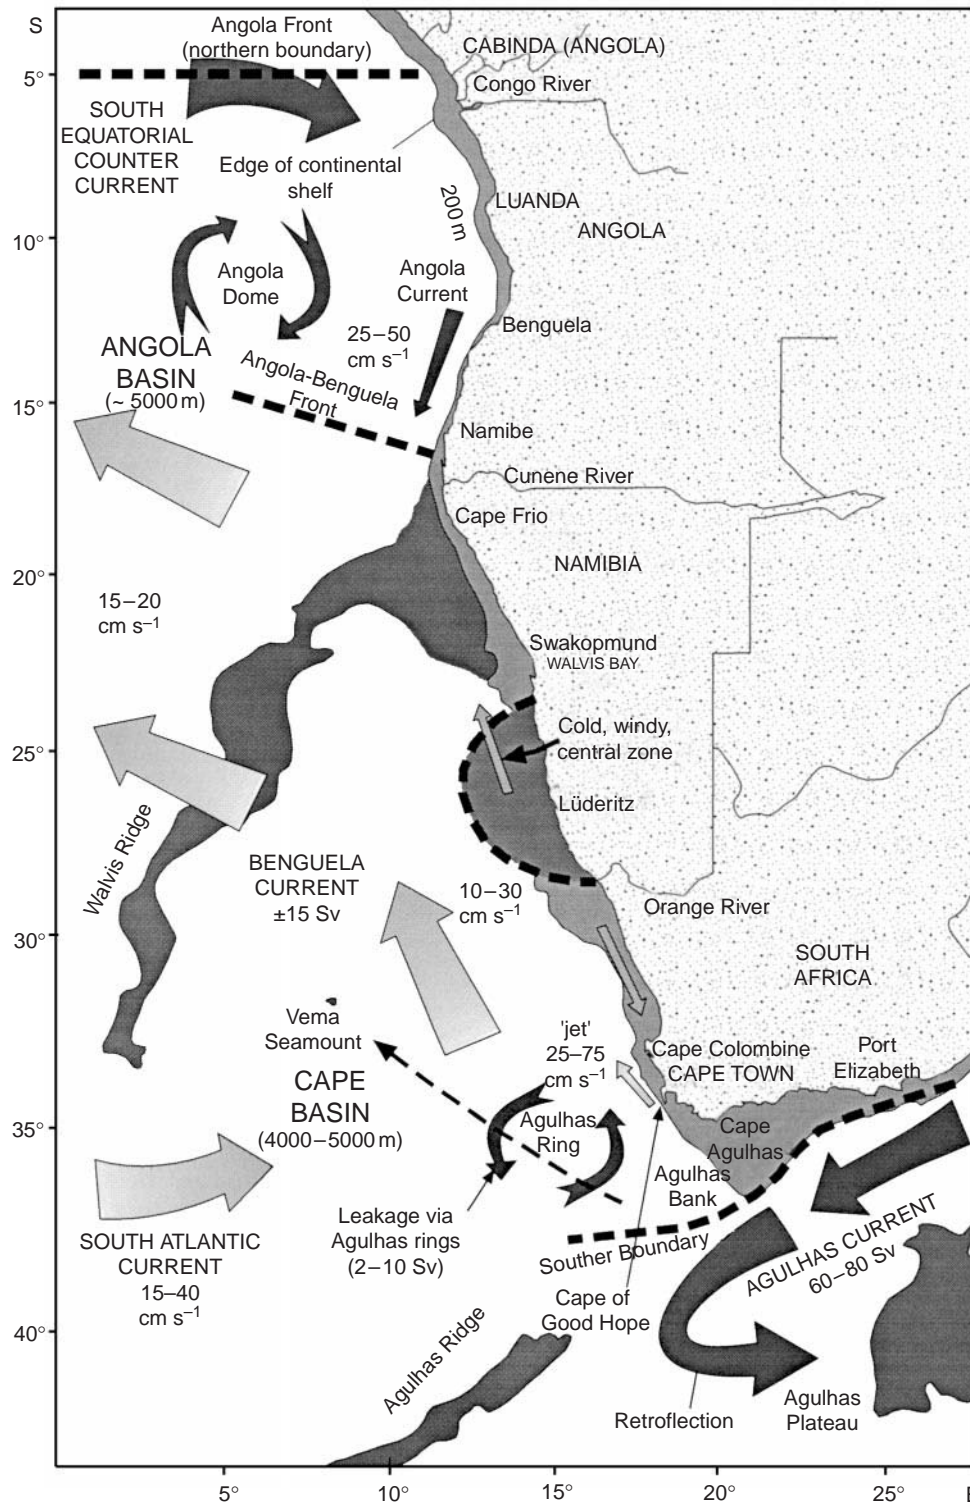 S
Angola Front
(northern boundary)
CABINDA (ANGOLA)
5°
Congo River
SOUTH
EQUATORIAL
COUNTER
CURRENT
Edge of continental
shelf
200 m
LUANDA
ANGOLA
10°
Angola
Dome
Angola
Current
25–50
cm s–1
Benguela
ANGOLA
BASIN
(~ 5000 m)
Angola-Benguela
Front
15°
Namibe
Cunene River
Cape Frio
NAMIBIA
20°
15–20
cm s–1
Swakopmund
WALVIS BAY
Cold, windy,
central zone
25°
Lüderitz
Walvis Ridge
BENGUELA
CURRENT
±15 Sv
10–30
cm s–1
Orange River
30°
SOUTH
AFRICA
Vema
Seamount
'jet'
25–75
cm s–1
Cape Colombine
CAPE TOWN
Port
Elizabeth
CAPE
BASIN
(4000–5000 m)
35°
Agulhas
Ring
Cape
Agulhas
Agulhas
Bank
Leakage via
Agulhas rings
(2–10 Sv)
Souther Boundary
AGULHAS CURRENT
60–80 Sv
SOUTH ATLANTIC
CURRENT
15–40
cm s–1
Cape of
Good Hope
40°
Agulhas Ridge
Retroflection
Agulhas
Plateau
5°
10°
15°
20°
25°
E